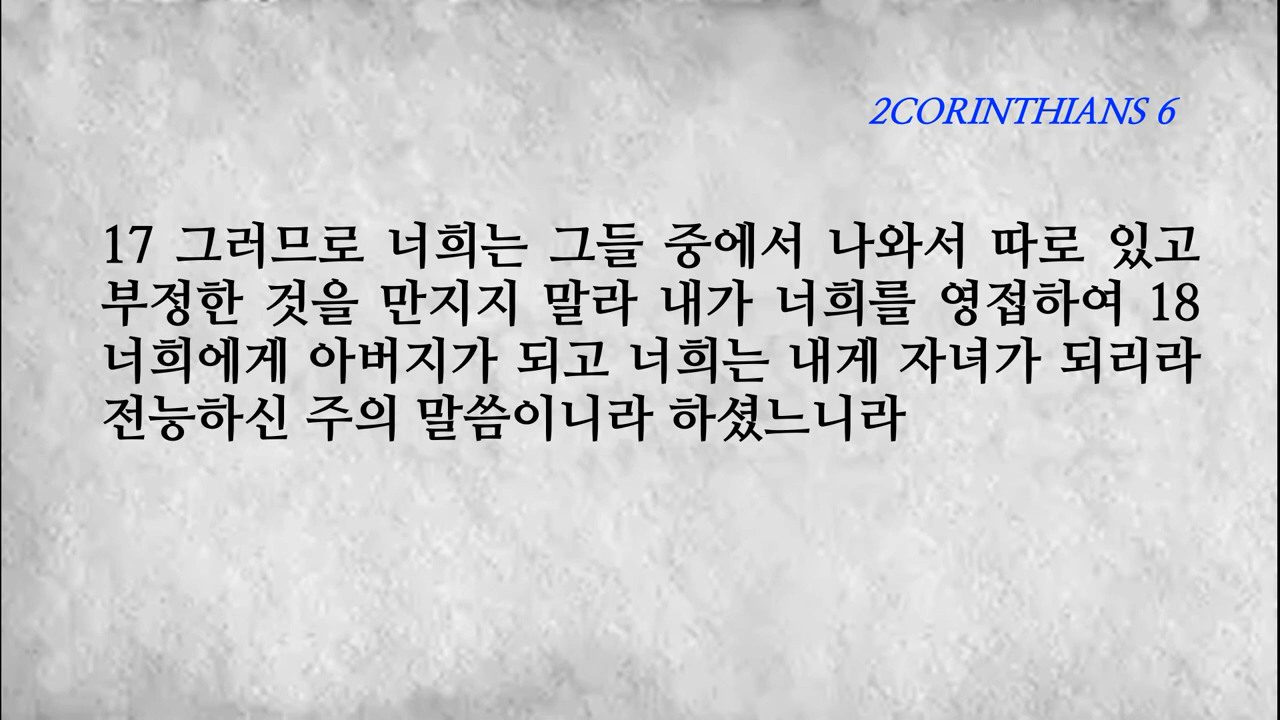 2CORINTHIANS 6
17 그러므로 너희는 그들 중에서 나와서 따로 있고
부정한 것을 만지지 말라 내가 너희를 영접하여 18
너희에게 아버지가 되고 너희는 내게 자녀가 되리라
전능하신 주의 말씀이니라 하셨느니라